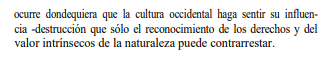 ocurre dondequiera que la cultura occidental haga sentir su influen-
cia -destrucción que sólo el reconocimiento de los derechos y del
valor intrínsecos de la naturaleza puede contrarrestar.